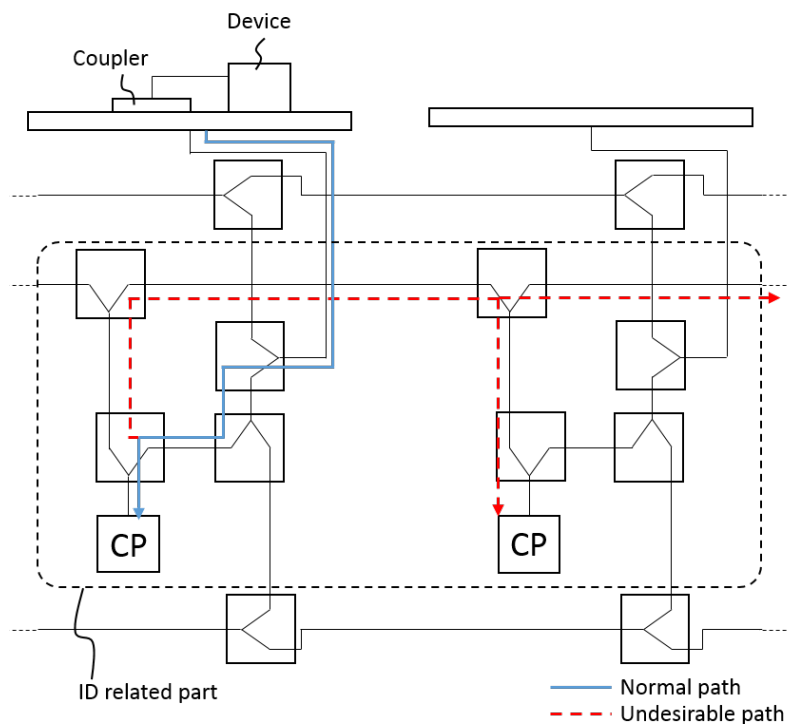 Device
Coupler
CP
CP
ID related part
Normal path
Undesirable path